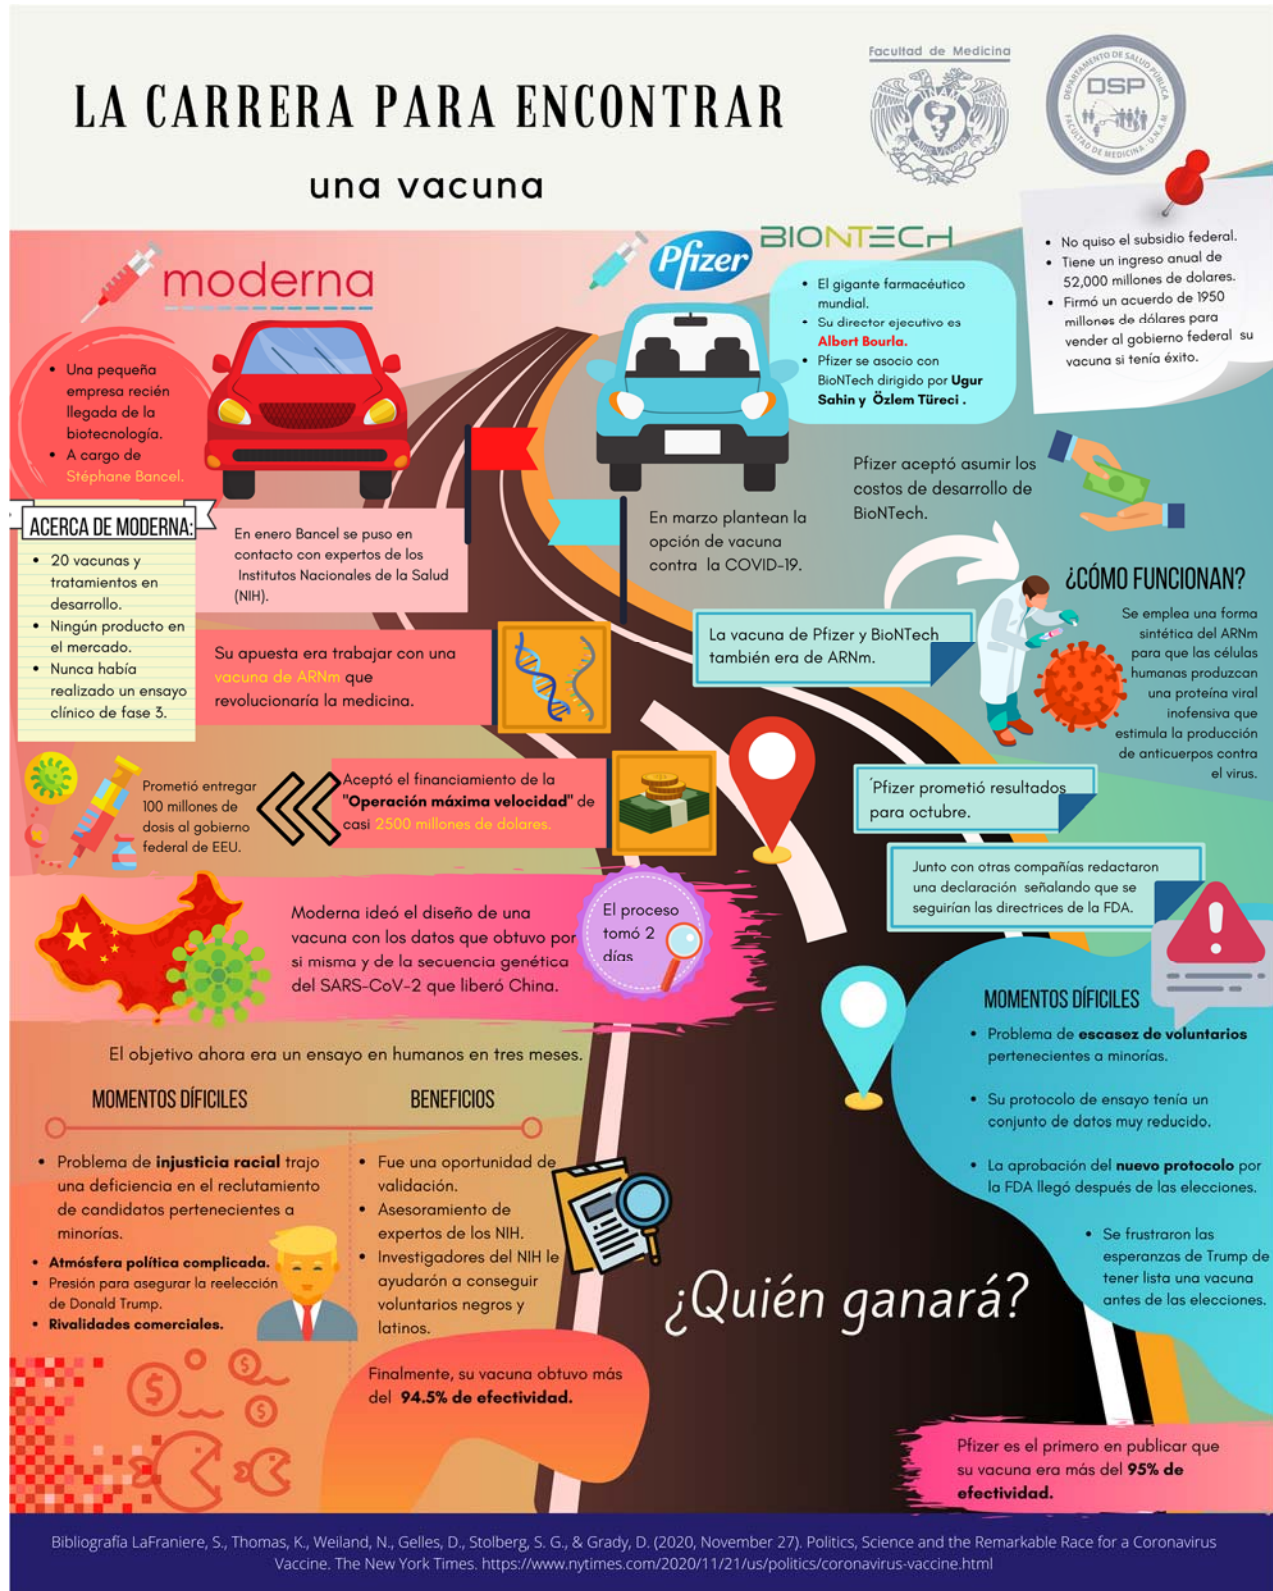 LA CARRERA PARA ENCONTRAR
una vacuna
Facultad de Medicina
UNAM
DEPARTAMENTO DE SALUD PÚBLICA
DSP
FACULTAD DE MEDICINA - U.N.A.M
moderna
Pfizer
BIONTECH
• Una pequeña
empresa recién
llegada de la
biotecnología.
• A cargo de
Stéphane Bancel.
• El gigante farmacéutico
mundial.
• Su director ejecutivo es
Albert Bourla.
• Pfizer se asocio con
BioNTech dirigido por Ugur
Sahin y Özlem Türeci .
• No quiso el subsidio federal.
• Tiene un ingreso anual de
52,000 millones de dolares.
• Firmó un acuerdo de 1950
millones de dólares para
vender al gobierno federal su
vacuna si tenía éxito.
ACERCA DE MODERNA:
• 20 vacunas y
tratamientos en
desarrollo.
• Ningún producto en
el mercado.
• Nunca había
realizado un ensayo
clínico de fase 3.
En enero Bancel se puso en
contacto con expertos de los
Institutos Nacionales de la Salud
(NIH).
En marzo plantean la
opción de vacuna
contra la COVID-19.
Pfizer aceptó asumir los
costos de desarrollo de
BioNTech.
Su apuesta era trabajar con una
vacuna de ARNm que
revolucionaría la medicina.
La vacuna de Pfizer y BioNTech
también era de ARNm.
¿CÓMO FUNCIONAN?
Se emplea una forma
sintética del ARNm
para que las células
humanas produzcan
una proteína viral
inofensiva que
estimula la producción
de anticuerpos contra
el virus.
Prometió entregar
100 millones de
dosis al gobierno
federal de EEU.
Aceptó el financiamiento de la
"Operación máxima velocidad" de
casi 2500 millones de dolares.
´Pfizer prometió resultados
para octubre.
Junto con otras compañías redactaron
una declaración señalando que se
seguirían las directrices de la FDA.
Moderna ideó el diseño de una
vacuna con los datos que obtuvo por
si misma y de la secuencia genética
del SARS-CoV-2 que liberó China.
El proceso
tomó 2
días
El objetivo ahora era un ensayo en humanos en tres meses.
MOMENTOS DÍFICILES
• Problema de injusticia racial trajo
una deficiencia en el reclutamiento
de candidatos pertenecientes a
minorías.
• Atmósfera política complicada.
• Presión para asegurar la reelección
de Donald Trump.
• Rivalidades comerciales.
BENEFICIOS
• Fue una oportunidad de
validación.
• Asesoramiento de
expertos de los NIH.
• Investigadores del NIH le
ayudarón a conseguir
voluntarios negros y
latinos.
Finalmente, su vacuna obtuvo más
del 94.5% de efectividad.
MOMENTOS DÍFICILES
• Problema de escasez de voluntarios
pertenecientes a minorías.
• Su protocolo de ensayo tenía un
conjunto de datos muy reducido.
• La aprobación del nuevo protocolo por
la FDA llegó después de las elecciones.
• Se frustraron las
esperanzas de Trump de
tener lista una vacuna
antes de las elecciones.
¿Quién ganará?
Pfizer es el primero en publicar que
su vacuna era más del 95% de
efectividad.
Bibliografía LaFraniere, S., Thomas, K., Weiland, N., Gelles, D., Stolberg, S. G., & Grady, D. (2020, November 27). Politics, Science and the Remarkable Race for a Coronavirus
Vaccine. The New York Times. https://www.nytimes.com/2020/11/21/us/politics/coronavirus-vaccine.html